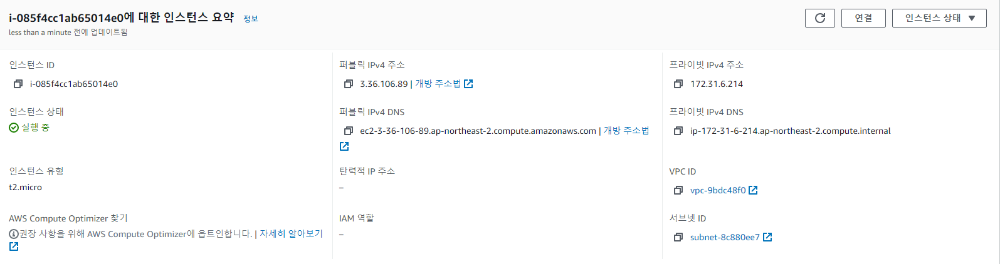 i-085f4cc1ab65014e0에 대한 인스턴스 요약 정보
less than a minute 전에 업데이트됨
연결
인스턴스 상태 ▼
인스턴스 ID
i-085f4cc1ab65014e0
퍼블릭 IPv4 주소
3.36.106.89 | 개방 주소법
프라이빗 IPv4 주소
172.31.6.214
인스턴스 상태
실행 중
퍼블릭 IPv4 DNS
ec2-3-36-106-89.ap-northeast-2.compute.amazonaws.com | 개방 주소법
프라이빗 IPv4 DNS
ip-172-31-6-214.ap-northeast-2.compute.internal
인스턴스 유형
t2.micro
탄력적 IP 주소
–
VPC ID
vpc-9bdc48f0
AWS Compute Optimizer 찾기
권장 사항을 위해 AWS Compute Optimizer에 옵트인합니다. | 자세히 알아보기
IAM 역할
–
서브넷 ID
subnet-8c880ee7